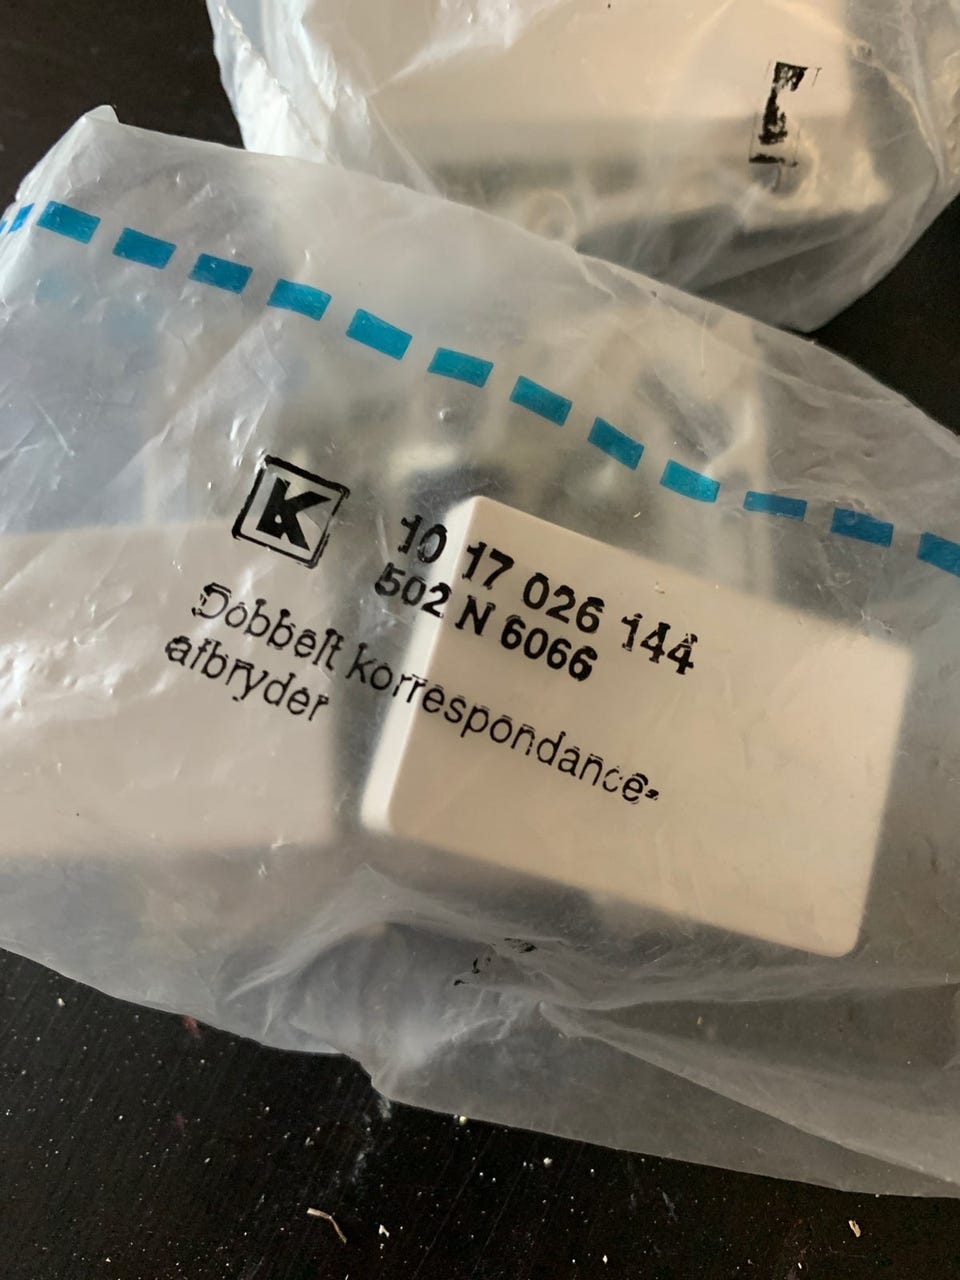 K
10 17 026 144
502 N 6066
Dobbelt korrespondance-
afbryder